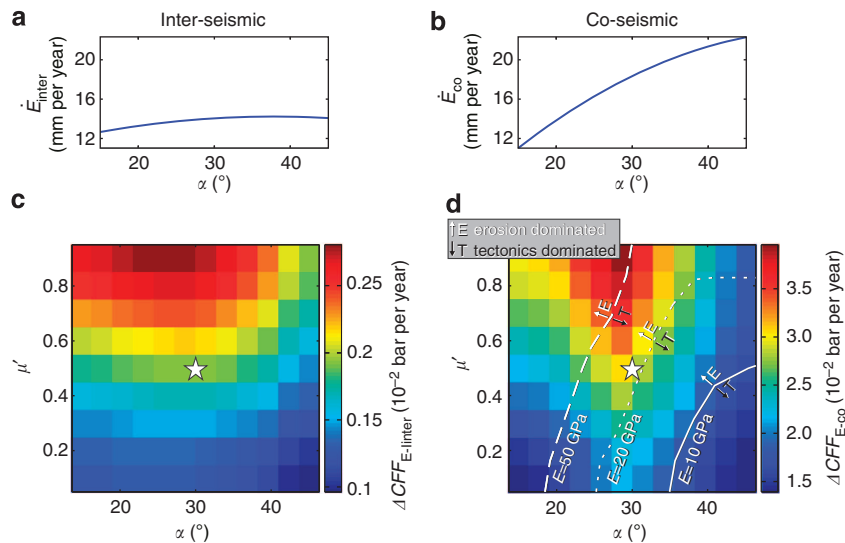 a
Inter-seismic
Ė_inter
(mm per year)
22
16
12
20
30
40
α (°)
b
Co-seismic
Ė_co
(mm per year)
22
16
12
20
30
40
α (°)
c
μ′
0.8
0.6
0.4
0.2
20
30
40
α (°)
0.25
0.20
0.15
0.1
ΔCFF_E-Iinter (10⁻² bar per year)
d
↑E erosion dominated
↓T tectonics dominated
E
T
E
T
E
T
E=50 GPa
E=20 GPa
E=10 GPa
μ′
0.8
0.6
0.4
0.2
20
30
40
α (°)
3.5
3.0
2.5
2.0
1.5
ΔCFF_E-co (10⁻² bar per year)